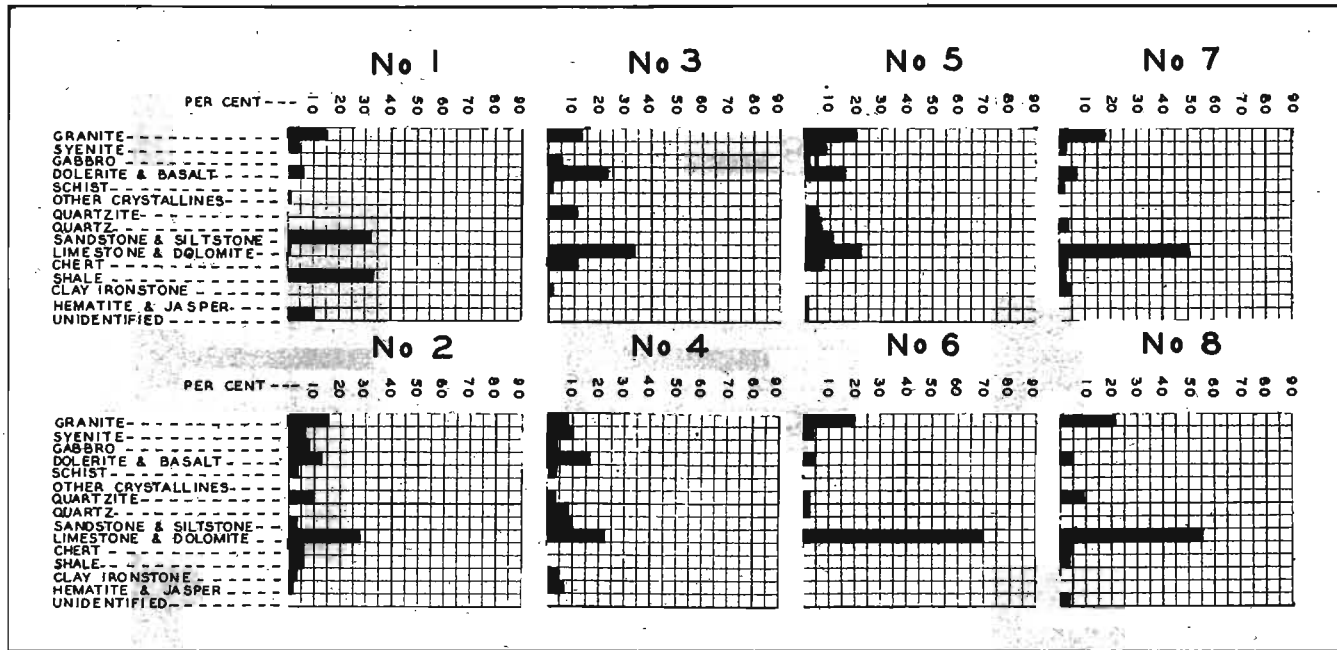 No 1 No 3 No 5 No 7
PER CENT --- 10 20 30 40 50 60 70 80 90 10 20 30 40 50 60 70 80 90 10 20 30 40 50 60 70 80 90 10 20 30 40 50 60 70 80 90
GRANITE
SYENITE
GABBRO
DOLERITE & BASALT
SCHIST
OTHER CRYSTALLINES
QUARTZITE
QUARTZ
SANDSTONE & SILTSTONE
LIMESTONE & DOLOMITE
CHERT
SHALE
CLAY IRONSTONE
HEMATITE & JASPER
UNIDENTIFIED
No 2 No 4 No 6 No 8
PER CENT --- 10 20 30 40 50 60 70 80 90 10 20 30 40 50 60 70 80 90 10 20 30 40 50 60 70 80 90 10 20 30 40 50 60 70 80 90
GRANITE
SYENITE
GABBRO
DOLERITE & BASALT
SCHIST
OTHER CRYSTALLINES
QUARTZITE
QUARTZ
SANDSTONE & SILTSTONE
LIMESTONE & DOLOMITE
CHERT
SHALE
CLAY IRONSTONE
HEMATITE & JASPER
UNIDENTIFIED